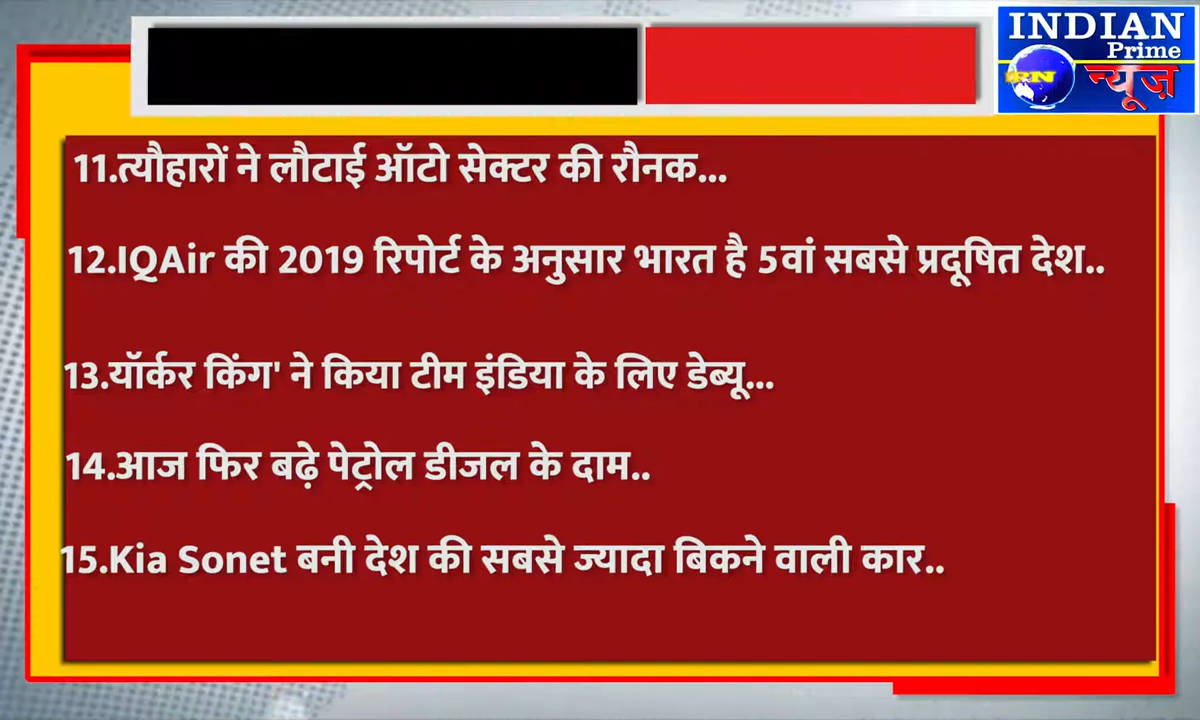 INDIAN
Prime
RN
न्यूज़
11.त्यौहारों ने लौटाई ऑटो सेक्टर की रौनक...
12.IQAir की 2019 रिपोर्ट के अनुसार भारत है 5वां सबसे प्रदूषित देश..
13.यॉर्कर किंग' ने किया टीम इंडिया के लिए डेब्यू...
14.आज फिर बढ़े पेट्रोल डीजल के दाम..
15.Kia Sonet बनी देश की सबसे ज्यादा बिकने वाली कार..